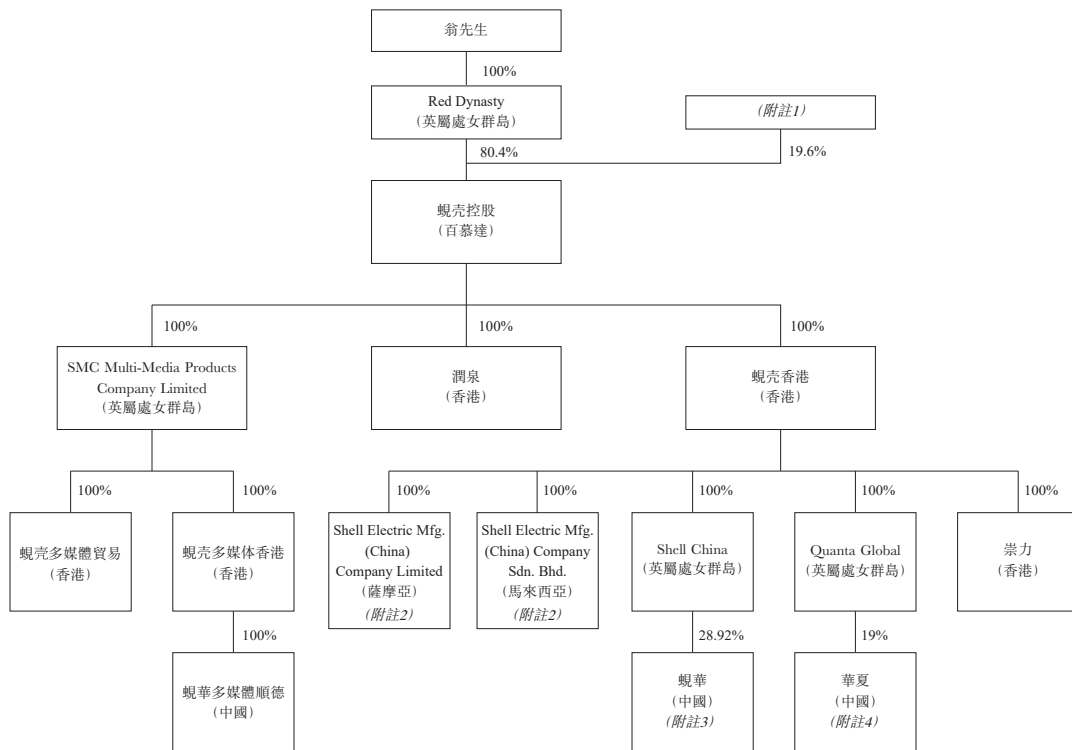 翁先生
100%
Red Dynasty
(英屬處女群島)
(附註1)
80.4%
19.6%
蜆壳控股
(百慕達)
100%
100%
100%
SMC Multi-Media Products
Company Limited
(英屬處女群島)
潤泉
(香港)
蜆壳香港
(香港)
100%
100%
100%
100%
100%
100%
100%
蜆壳多媒體貿易
(香港)
蜆壳多媒体香港
(香港)
Shell Electric Mfg.
(China)
Company Limited
(薩摩亞)
(附註2)
Shell Electric Mfg.
(China) Company
Sdn. Bhd.
(馬來西亞)
(附註2)
Shell China
(英屬處女群島)
Quanta Global
(英屬處女群島)
崇力
(香港)
100%
28.92%
19%
蜆華多媒體順德
(中國)
蜆華
(中國)
(附註3)
華夏
(中國)
(附註4)